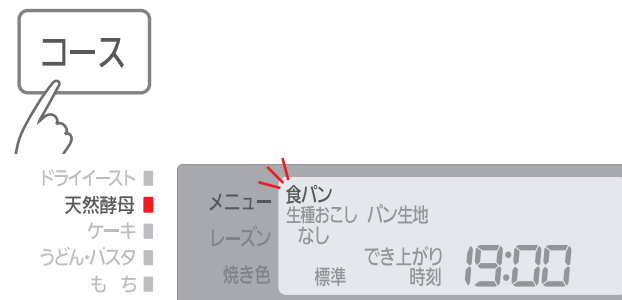 コース
ドライイースト
天然酵母
ケーキ
うどん・パスタ
もち
メニュー
レーズン
焼き色
食パン
生種おこし パン生地
なし
でき上がり
標準 時刻 19:00